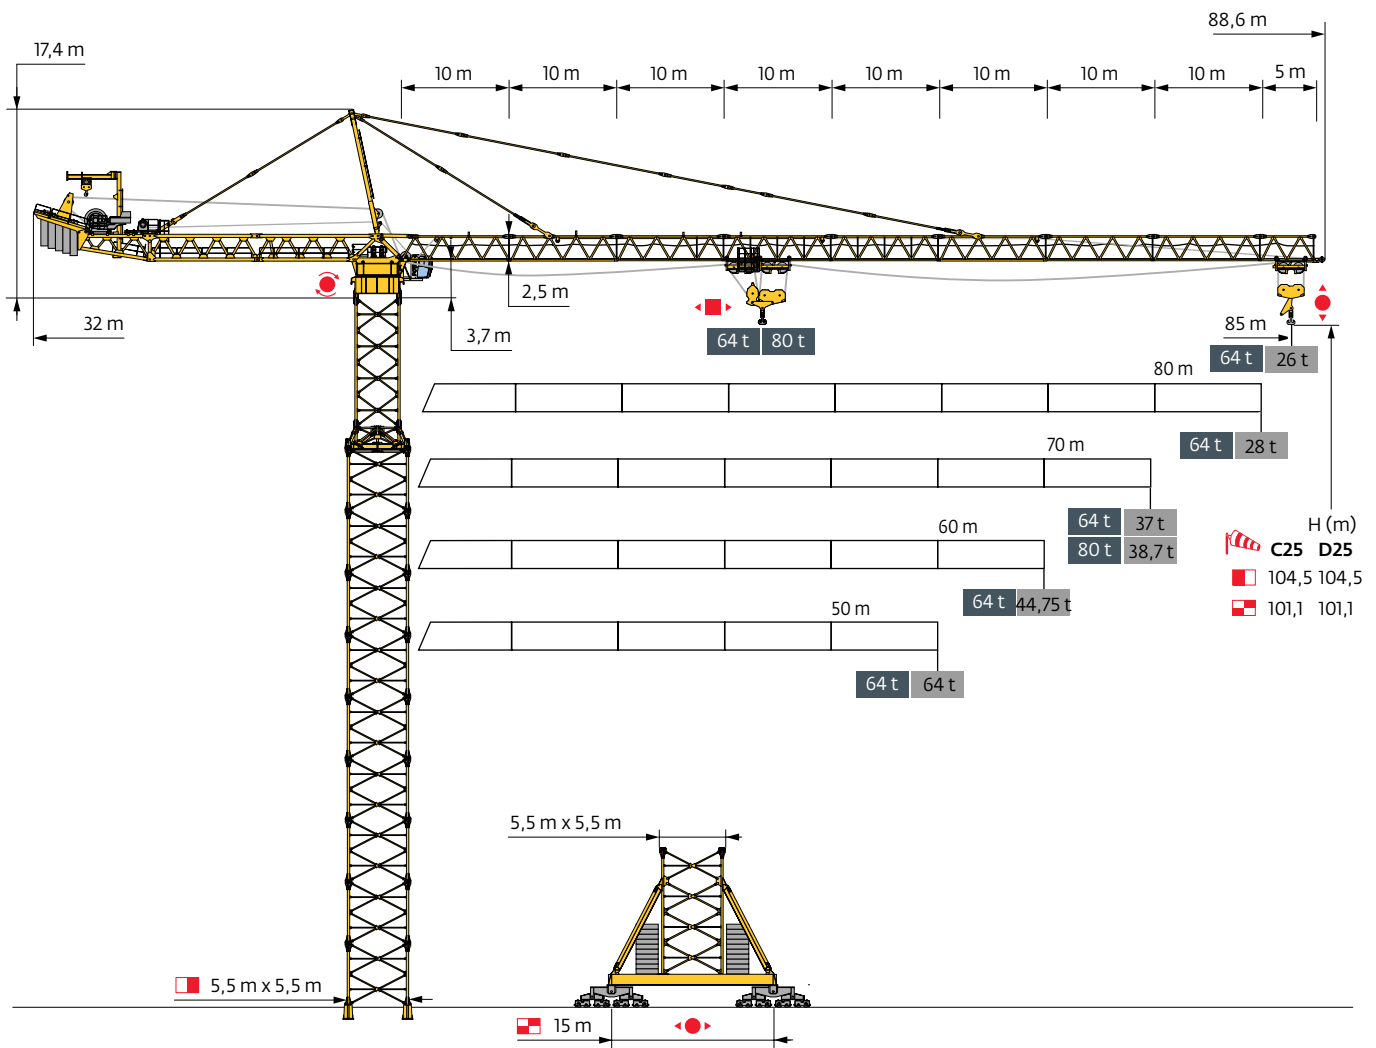 88,6 m
17,4 m
10 m 10 m 10 m 10 m 10 m 10 m 10 m 10 m 5 m
2,5 m
32 m
3,7 m
64 t 80 t
85 m
64 t 26 t
80 m
64 t 28 t
70 m
64 t 37 t
80 t 38,7 t
60 m
64 t 44,75 t
H (m)
C25 D25
104,5 104,5
101,1 101,1
50 m
64 t 64 t
5,5 m x 5,5 m
5,5 m x 5,5 m
15 m